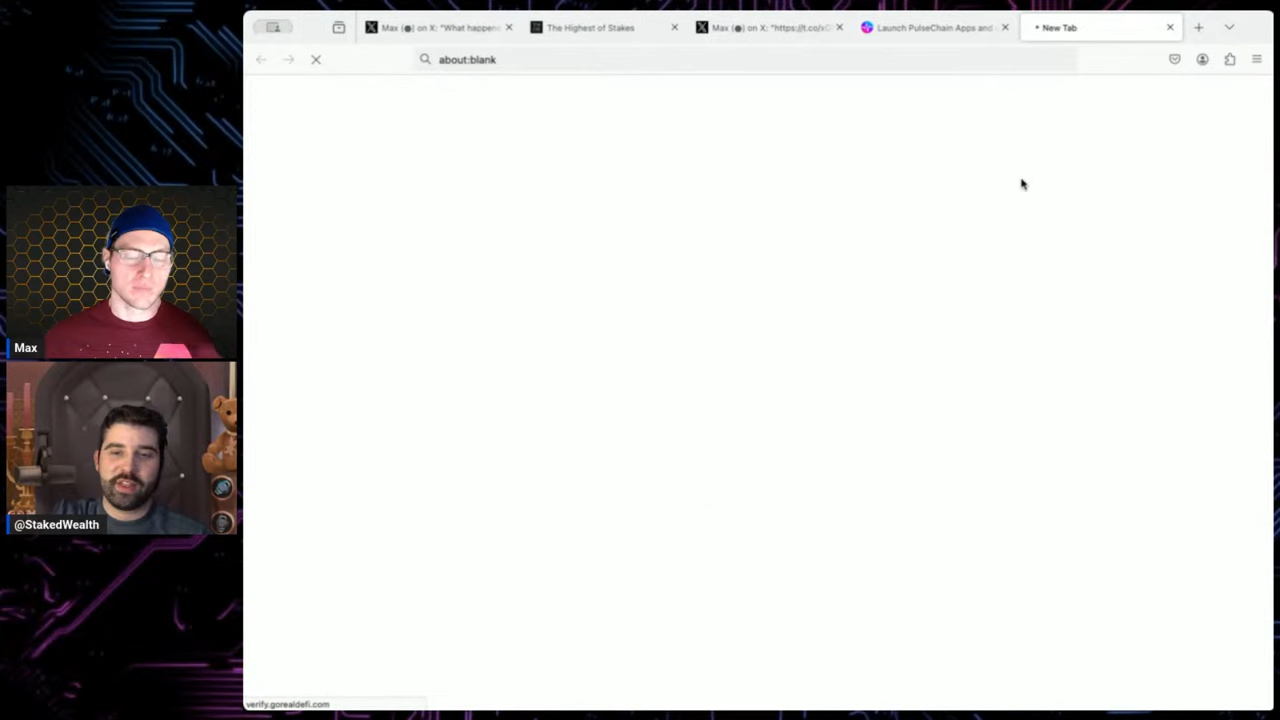 Max (●) on X: "What happene
The Highest of Stakes
Max (●) on X: "https://t.co/x
Launch PulseChain Apps and
New Tab
about:blank
Max
@StakedWealth
verify.gorealdefi.com